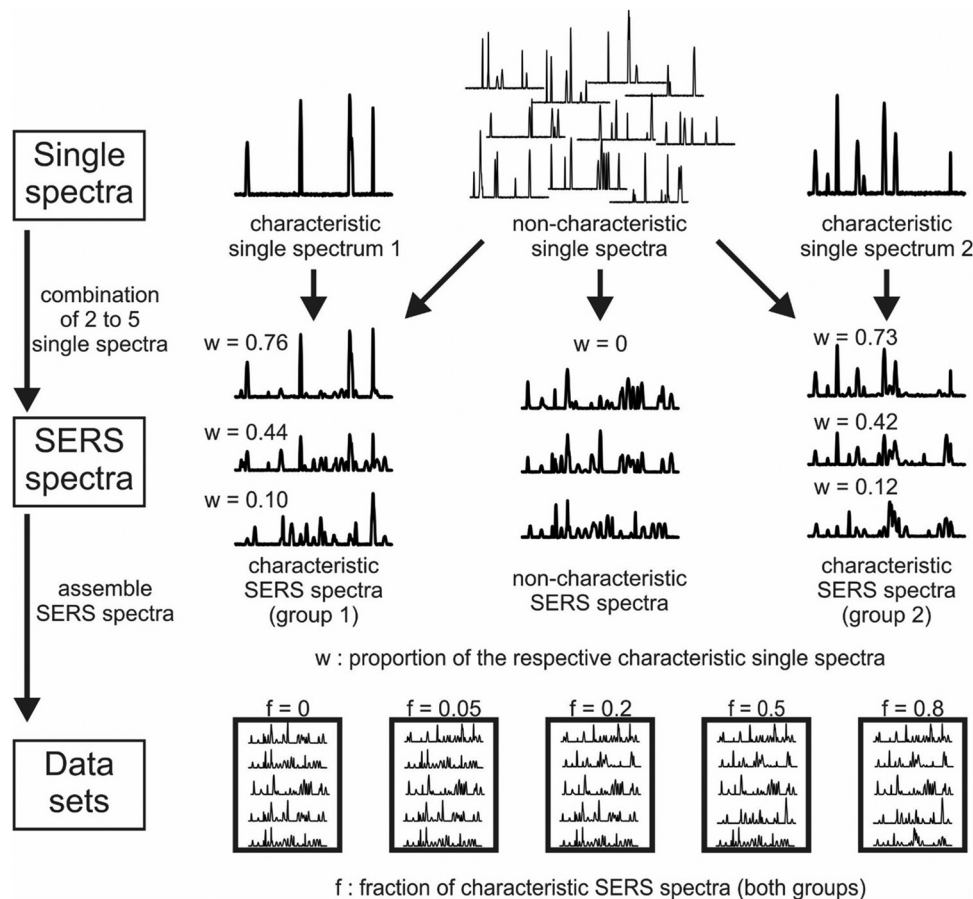 Single
spectra
characteristic
single spectrum 1
non-characteristic
single spectra
characteristic
single spectrum 2
combination
of 2 to 5
single spectra
w = 0.76
w = 0
w = 0.73
SERS
spectra
w = 0.44
w = 0.42
w = 0.10
w = 0.12
characteristic
SERS spectra
(group 1)
non-characteristic
SERS spectra
characteristic
SERS spectra
(group 2)
assemble
SERS spectra
w : proportion of the respective characteristic single spectra
f = 0
f = 0.05
f = 0.2
f = 0.5
f = 0.8
Data
sets
f : fraction of characteristic SERS spectra (both groups)